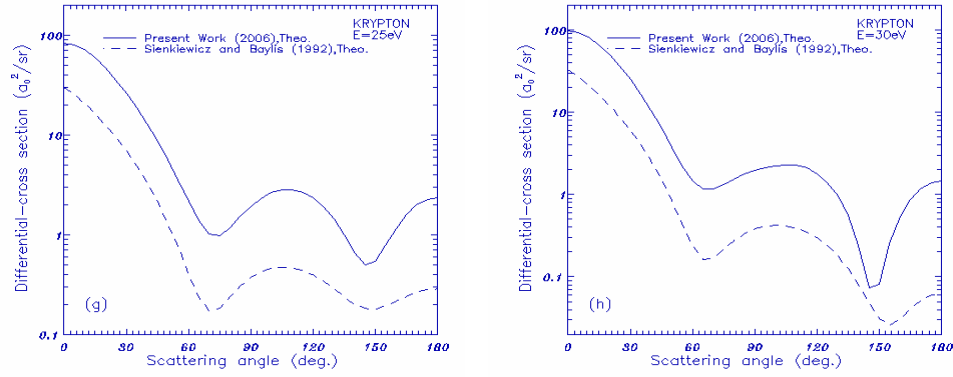 KRYPTON
E=25eV
Present Work (2006),Theo.
Sienkiewicz and Baylis (1992),Theo.
Differential-cross section (a₀²/sr)
100
10
1
0.1
(g)
0 30 60 90 120 150 180
Scattering angle (deg.)
KRYPTON
E=30eV
Present Work (2006),Theo.
Sienkiewicz and Baylis (1992),Theo.
Differential-cross section (a₀²/sr)
100
10
1
0.1
(h)
0 30 60 90 120 150 180
Scattering angle (deg.)